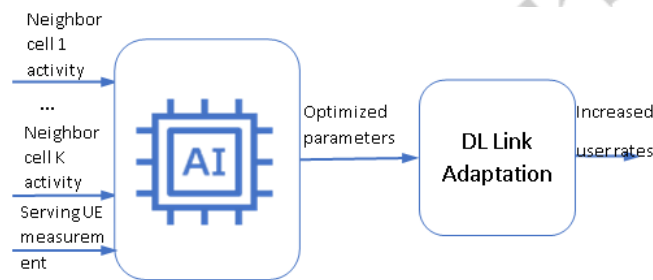 Neighbor
cell 1
activity
...
Neighbor
cell K
activity
Serving UE
measurem
ent
AI
Optimized
parameters
DL Link
Adaptation
Increased
user rates